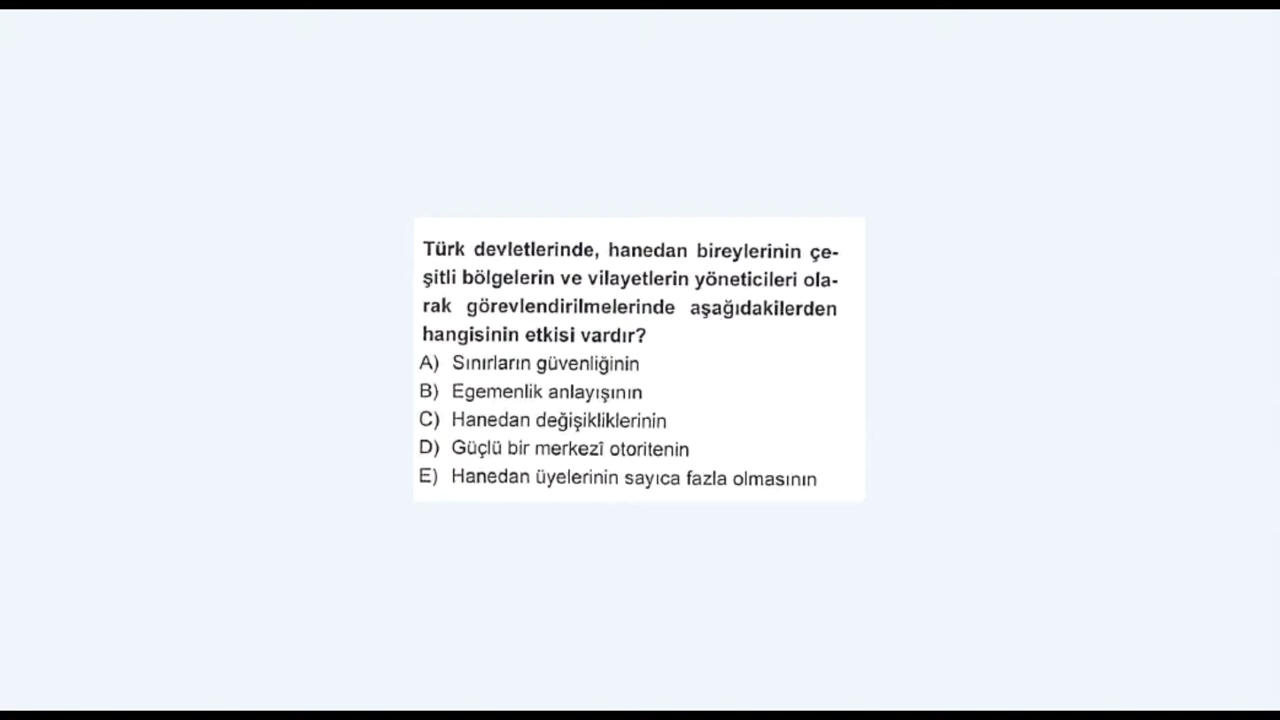 Türk devletlerinde, hanedan bireylerinin çe-
şitli bölgelerin ve vilayetlerin yöneticileri ola-
rak görevlendirilmelerinde aşağıdakilerden
hangisinin etkisi vardır?
A) Sınırların güvenliğinin
B) Egemenlik anlayışının
C) Hanedan değişikliklerinin
D) Güçlü bir merkezî otoritenin
E) Hanedan üyelerinin sayıca fazla olmasının